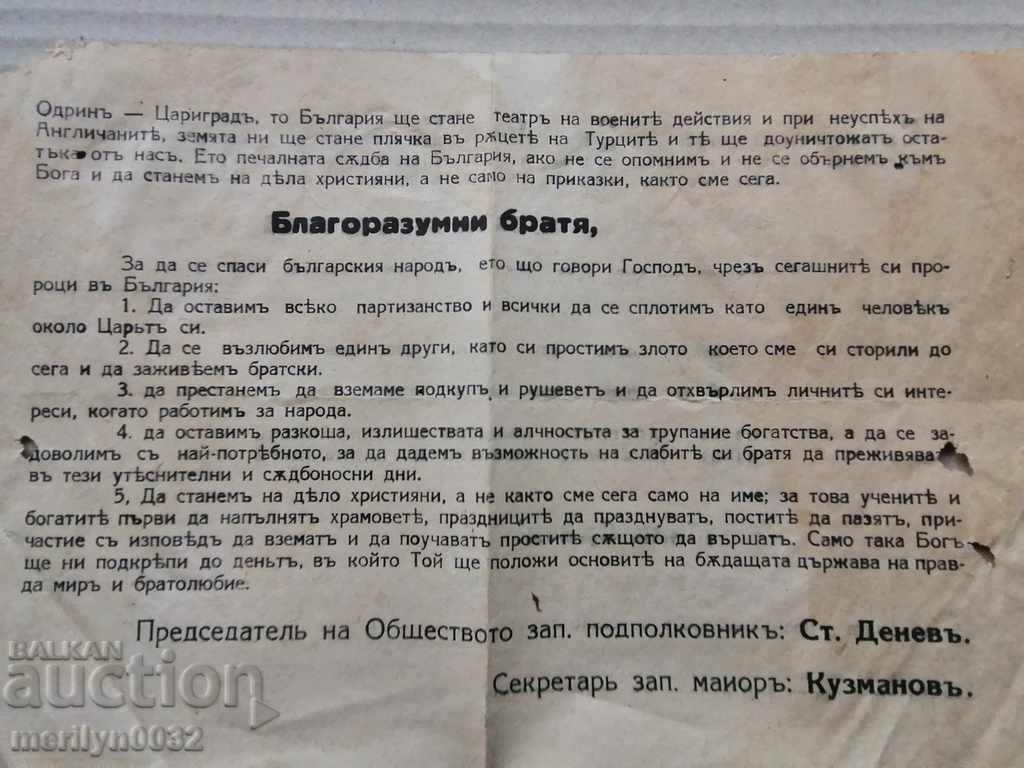 Одринъ — Цариградъ, то България ще стане театръ на военитѣ действия и при неуспѣхъ на
Англичанитѣ, земята ни ще стане плячка въ рѫцетѣ на Турцитѣ и тѣ ще доуничтожатъ оста-
тъка отъ насъ. Ето печалната сѫдба на България, ако не се опомнимъ и не се обърнемъ къмъ
Бога и да станемъ на дѣла християни, а не само на приказки, както сме сега.
Благоразумни братя,
За да се спаси българския народъ, ето що говори Господъ, чрезъ сегашнитѣ си про-
роци въ България:
1. Да оставимъ всѣко партизанство и всички да се сплотимъ като единъ человѣкъ
около Царьтъ си.
2. Да се възлюбимъ единъ други, като си простимъ злото което сме си сторили до
сега и да заживѣемъ братски.
3. да престанемъ да вземаме подкупъ и рушеветъ и да отхвърлимъ личнитѣ си инте-
реси, когато работимъ за народа.
4. да оставимъ разкоша, излишествата и алчностьта за трупание богатства, а да се за-
доволимъ съ най-потрѣбното, за да дадемъ възможность на слабитѣ си братя да преживяватъ
въ тези утѣснителни и сѫдбоносни дни.
5, Да станемъ на дѣло християни, а не както сме сега само на име; за това ученитѣ и
богатитѣ първи да напълнятъ храмоветѣ, праздницитѣ да празднуватъ, поститѣ да пазятъ, при-
частие съ изповѣдъ да взематъ и да поучаватъ проститѣ сѫщото да вършатъ. Само така Богъ
ще ни подкрѣпи до деньтъ, въ който Той ще положи основитѣ на бѫдащата държава на прав-
да миръ и братолюбие.
Председатель на Обществото зап. подполковникъ: Ст. Деневъ.
Секретарь зап. маиоръ: Кузмановъ.
BALKAN
auction
merilyn0032